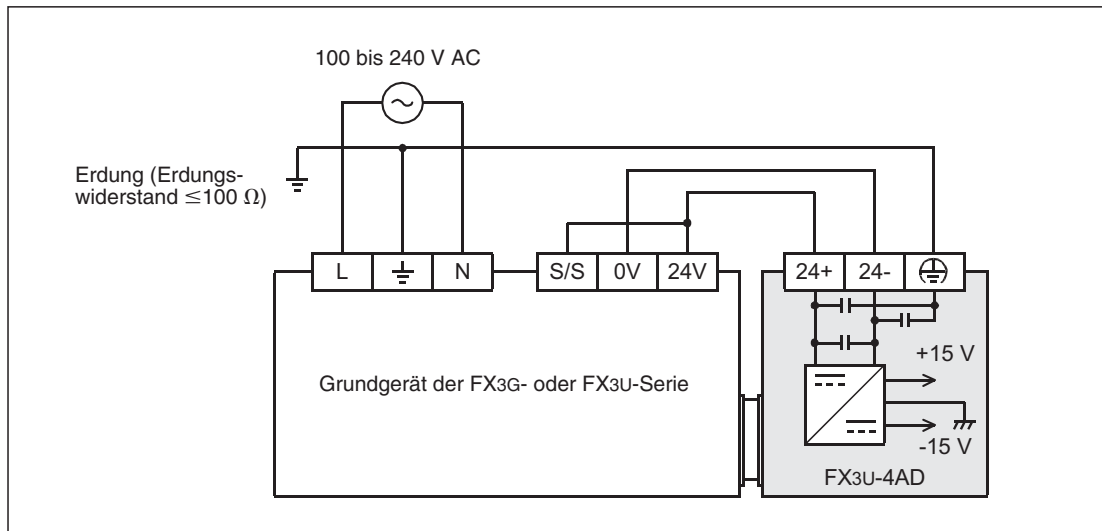 100 bis 240 V AC
Erdung (Erdungs-
widerstand ≤100 Ω)
L
N
S/S
0V
24V
24+
24-
+15 V
-15 V
Grundgerät der FX3G- oder FX3U-Serie
FX3U-4AD